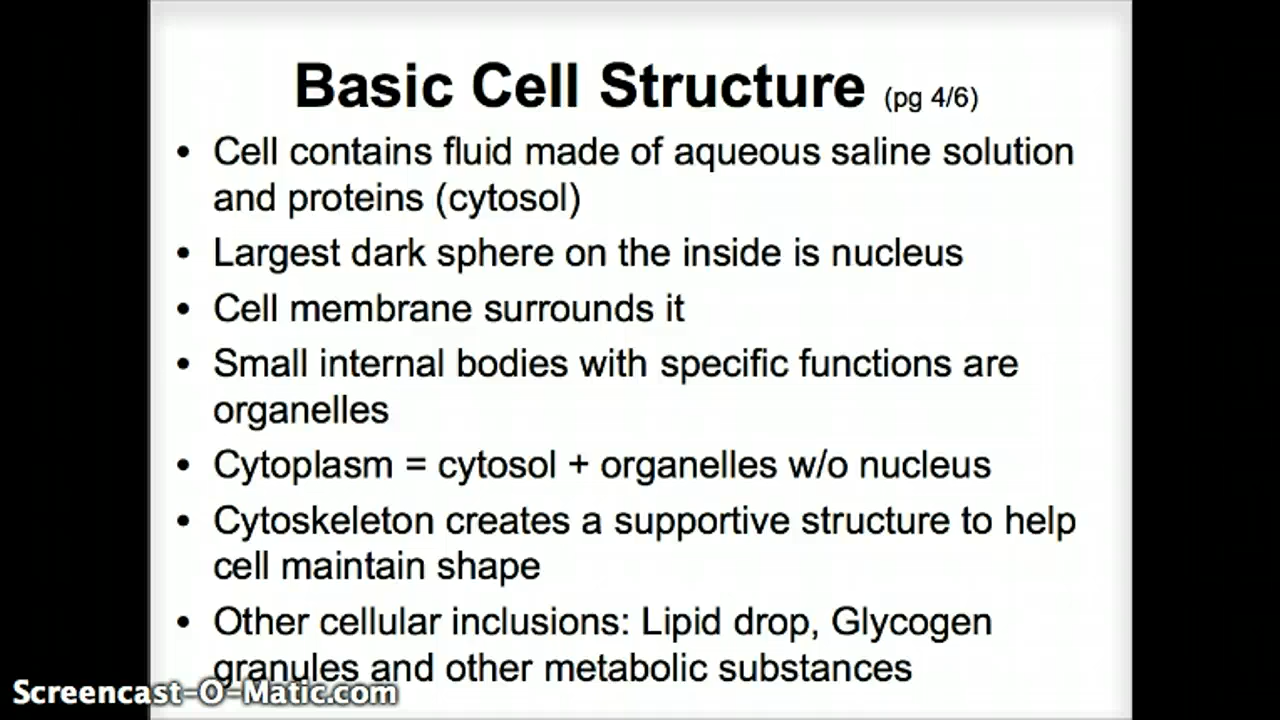 Basic Cell Structure (pg 4/6)
• Cell contains fluid made of aqueous saline solution
and proteins (cytosol)
• Largest dark sphere on the inside is nucleus
• Cell membrane surrounds it
• Small internal bodies with specific functions are
organelles
• Cytoplasm = cytosol + organelles w/o nucleus
• Cytoskeleton creates a supportive structure to help
cell maintain shape
• Other cellular inclusions: Lipid drop, Glycogen
granules and other metabolic substances
Screencast-O-Matic.com